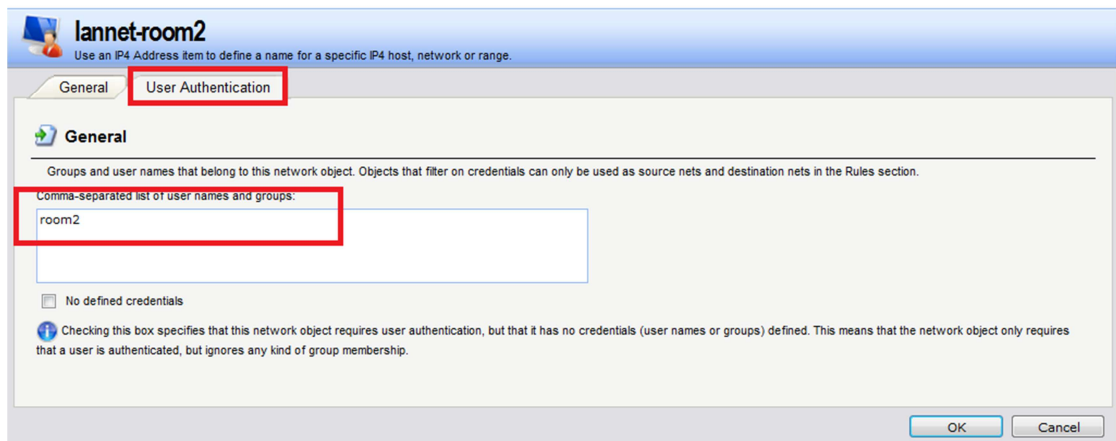 lannet-room2
Use an IP4 Address item to define a name for a specific IP4 host, network or range.
General
User Authentication
General
Groups and user names that belong to this network object. Objects that filter on credentials can only be used as source nets and destination nets in the Rules section.
Comma-separated list of user names and groups:
room2
No defined credentials
Checking this box specifies that this network object requires user authentication, but that it has no credentials (user names or groups) defined. This means that the network object only requires
that a user is authenticated, but ignores any kind of group membership.
OK
Cancel